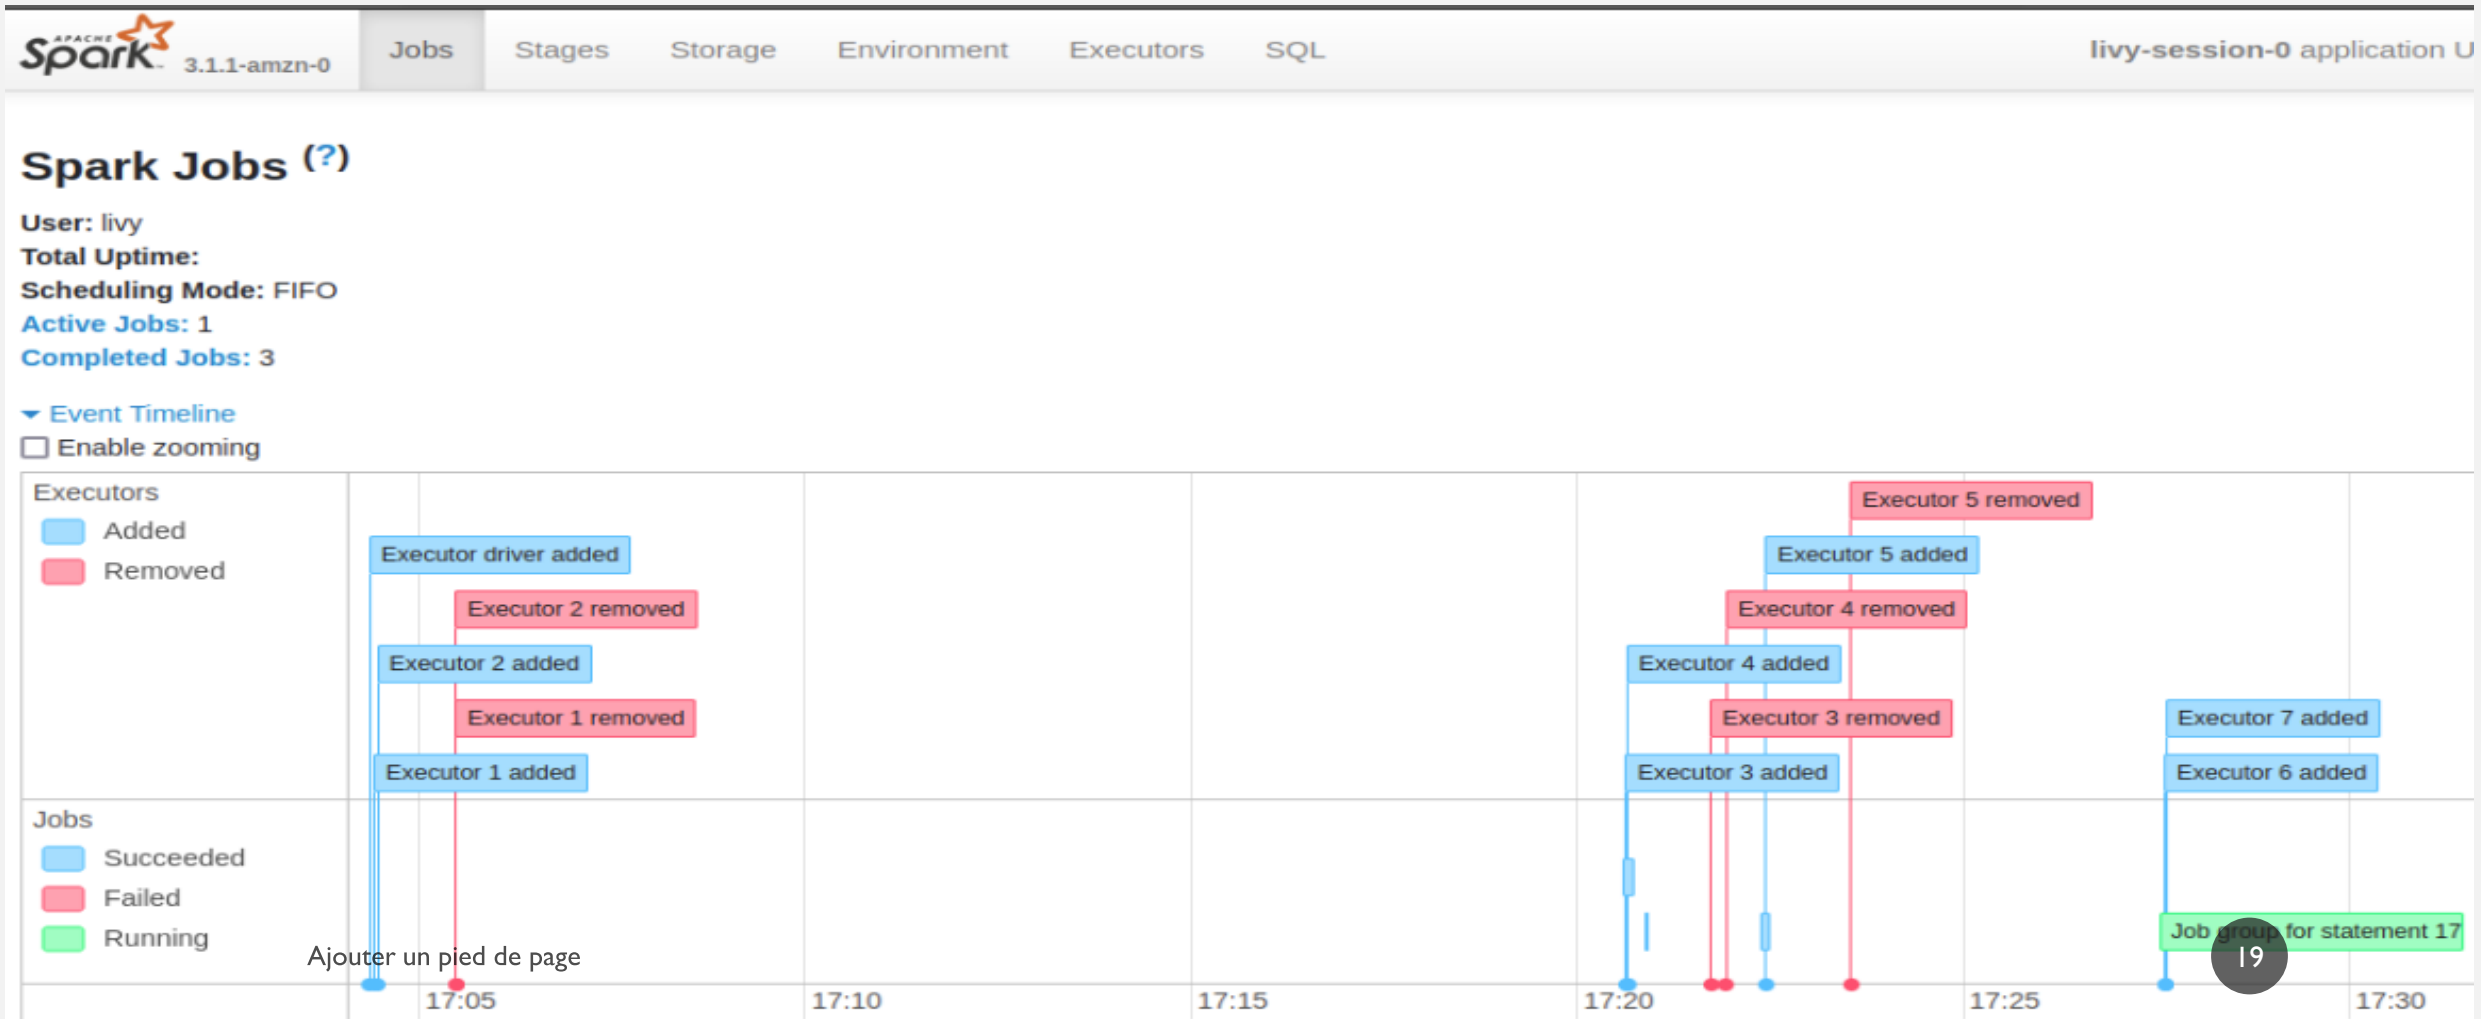 APACHE Spark 3.1.1-amzn-0 Jobs Stages Storage Environment Executors SQL livy-session-0 application U
Spark Jobs (?)
User: livy
Total Uptime:
Scheduling Mode: FIFO
Active Jobs: 1
Completed Jobs: 3
Event Timeline
Enable zooming
Executors
Added
Removed
Executor 5 removed
Executor driver added
Executor 5 added
Executor 2 removed
Executor 4 removed
Executor 2 added
Executor 4 added
Executor 1 removed
Executor 3 removed
Executor 7 added
Executor 1 added
Executor 3 added
Executor 6 added
Jobs
Succeeded
Failed
Running
Job group for statement 17
Ajouter un pied de page
19
17:05 17:10 17:15 17:20 17:25 17:30